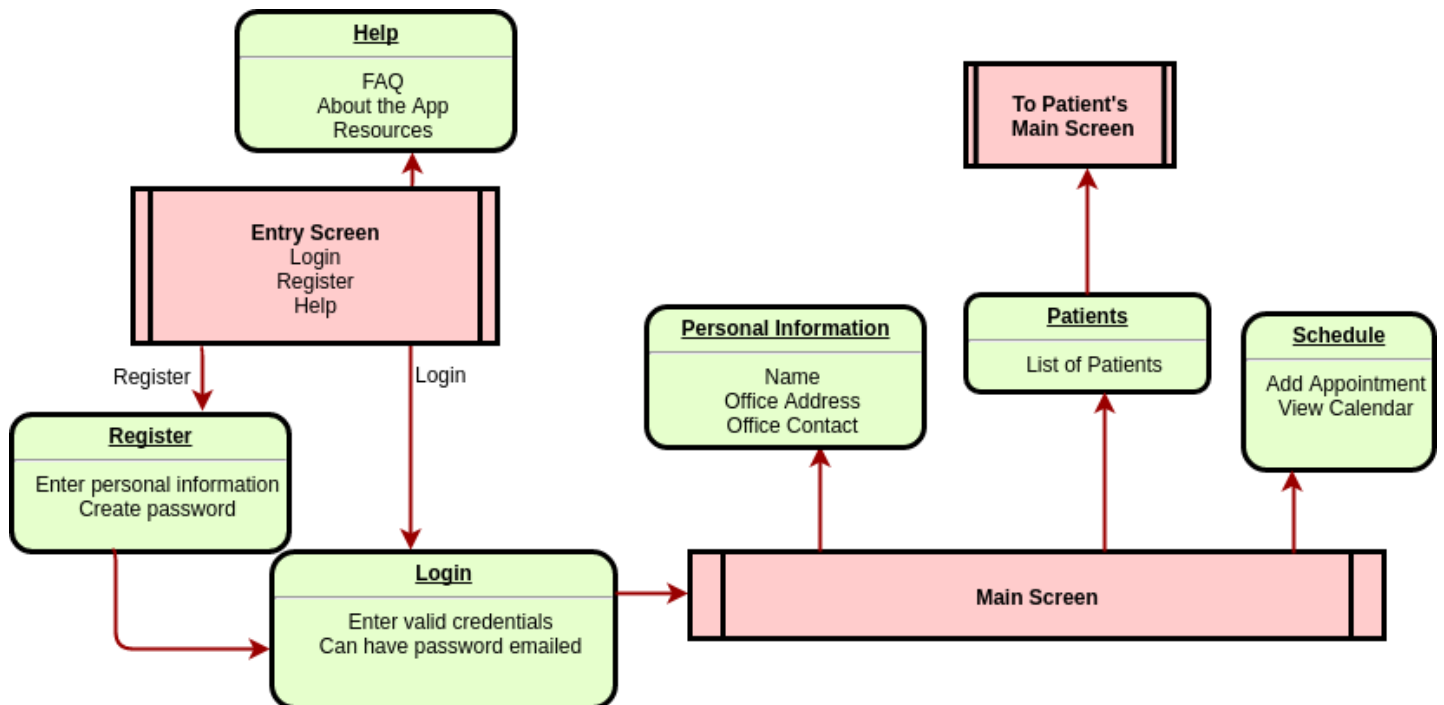 Help
FAQ
About the App
Resources
To Patient's
Main Screen
Entry Screen
Login
Register
Help
Register
Login
Personal Information
Name
Office Address
Office Contact
Patients
List of Patients
Schedule
Add Appointment
View Calendar
Register
Enter personal information
Create password
Login
Enter valid credentials
Can have password emailed
Main Screen